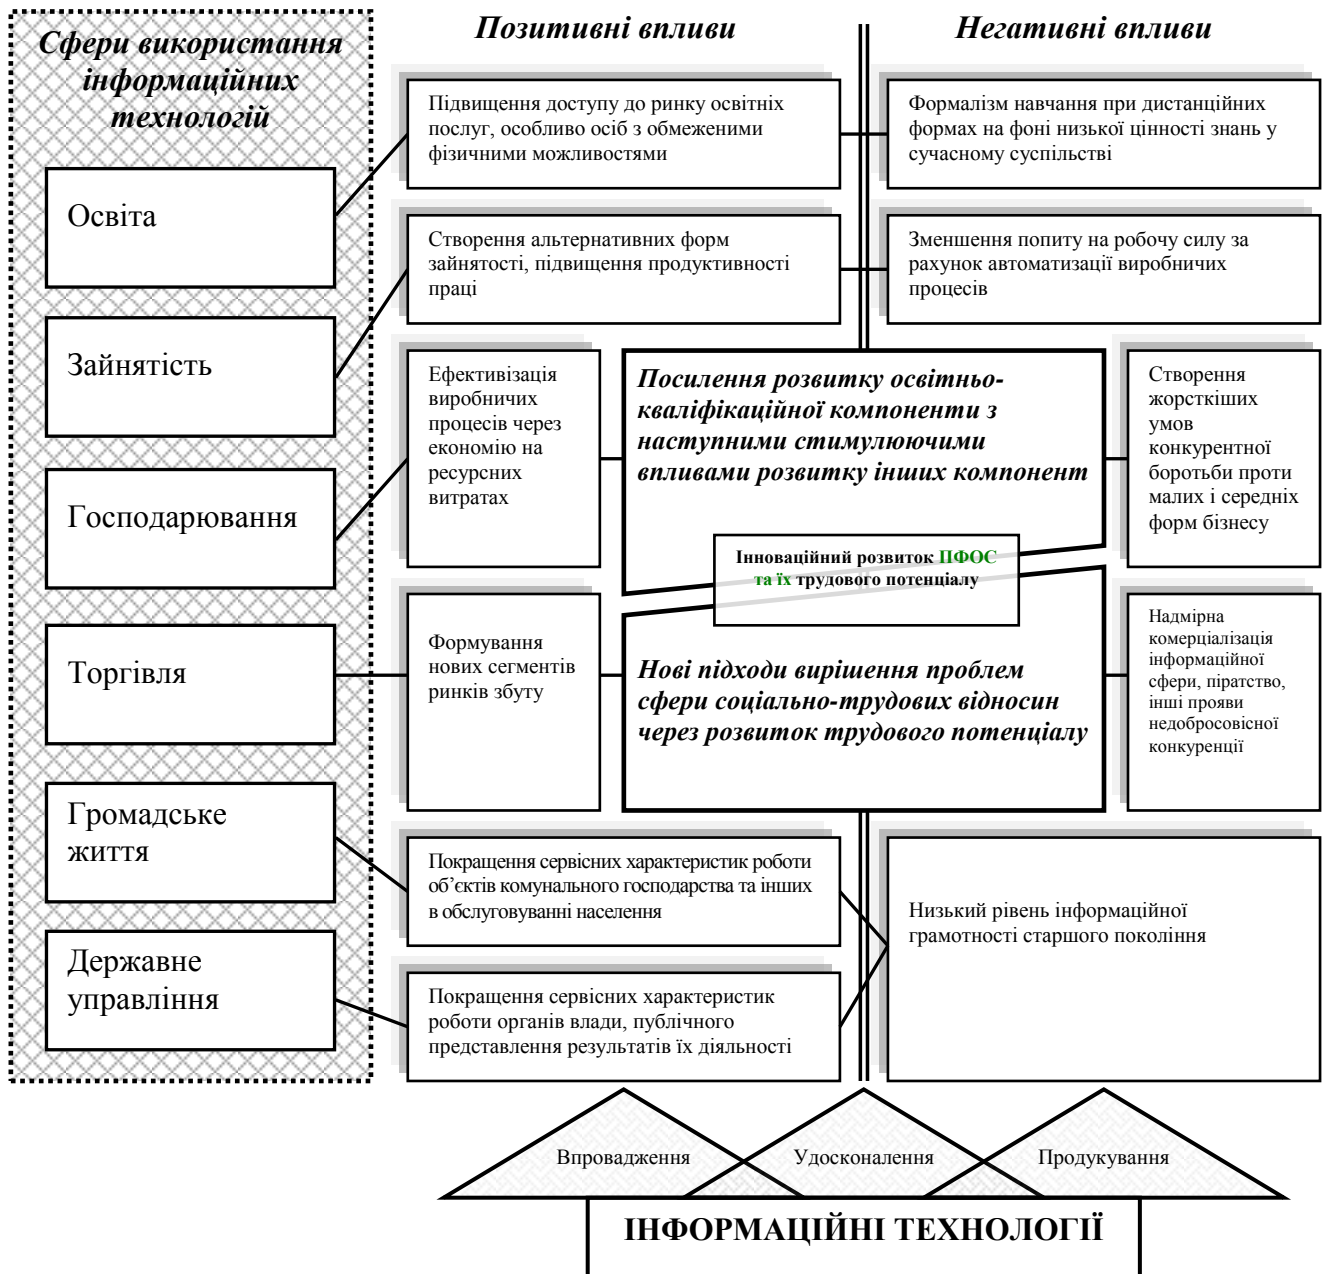 Сфери використання
інформаційних
технологій
Позитивні впливи
Негативні впливи
Освіта
Підвищення доступу до ринку освітніх
послуг, особливо осіб з обмеженими
фізичними можливостями
Формалізм навчання при дистанційних
формах на фоні низької цінності знань у
сучасному суспільстві
Зайнятість
Створення альтернативних форм
зайнятості, підвищення продуктивності
праці
Зменшення попиту на робочу силу за
рахунок автоматизації виробничих
процесів
Господарювання
Ефективізація
виробничих
процесів через
економію на
ресурсних
витратах
Посилення розвитку освітньо-
кваліфікаційної компоненти з
наступними стимулюючими
впливами розвитку інших компонент
Створення
жорсткіших
умов
конкурентної
боротьби проти
малих і середніх
форм бізнесу
Інноваційний розвиток ПФОС
та їх трудового потенціалу
Торгівля
Формування
нових сегментів
ринків збуту
Нові підходи вирішення проблем
сфери соціально-трудових відносин
через розвиток трудового потенціалу
Надмірна
комерціалізація
інформаційної
сфери, піратство,
інші прояви
недобросовісної
конкуренції
Громадське
життя
Покращення сервісних характеристик роботи
об’єктів комунального господарства та інших
в обслуговуванні населення
Низький рівень інформаційної
грамотності старшого покоління
Державне
управління
Покращення сервісних характеристик
роботи органів влади, публічного
представлення результатів їх діяльності
Впровадження
Удосконалення
Продукування
ІНФОРМАЦІЙНІ ТЕХНОЛОГІЇ